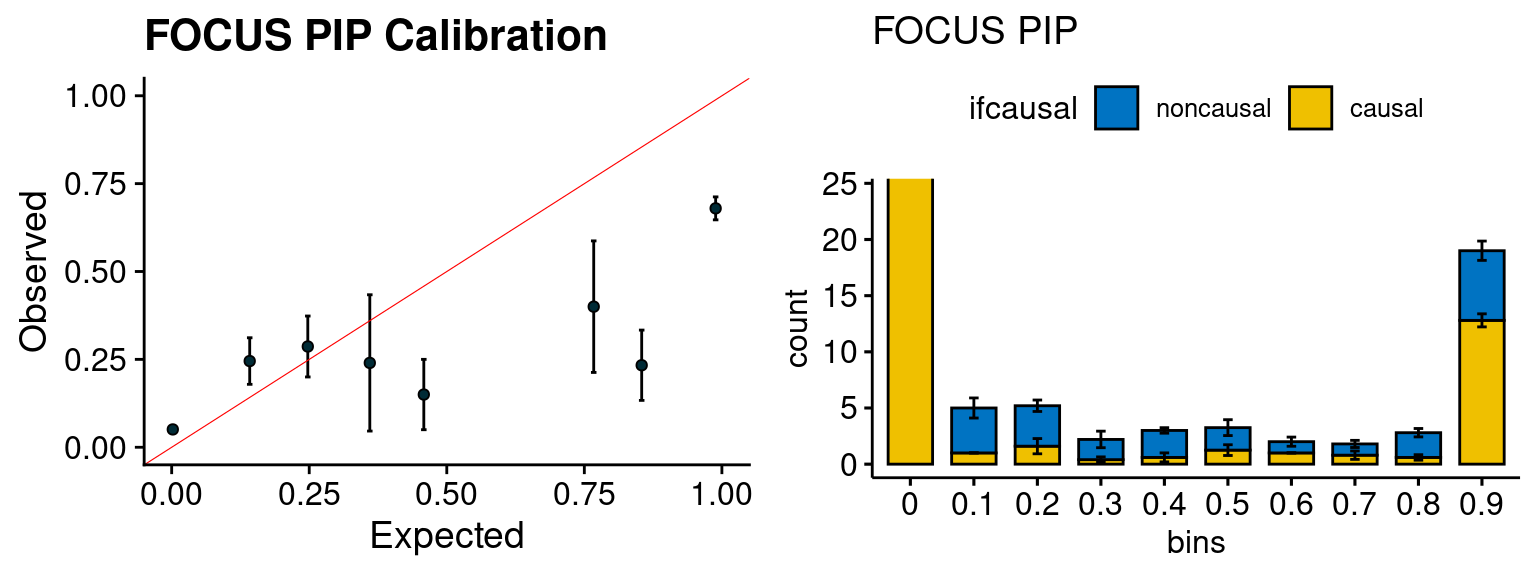 FOCUS PIP Calibration
1.00
0.75
0.50
0.25
0.00
Observed
0.00 0.25 0.50 0.75 1.00
Expected
FOCUS PIP
ifcausal noncausal causal
25
20
15
10
5
0
count
0 0.1 0.2 0.3 0.4 0.5 0.6 0.7 0.8 0.9
bins